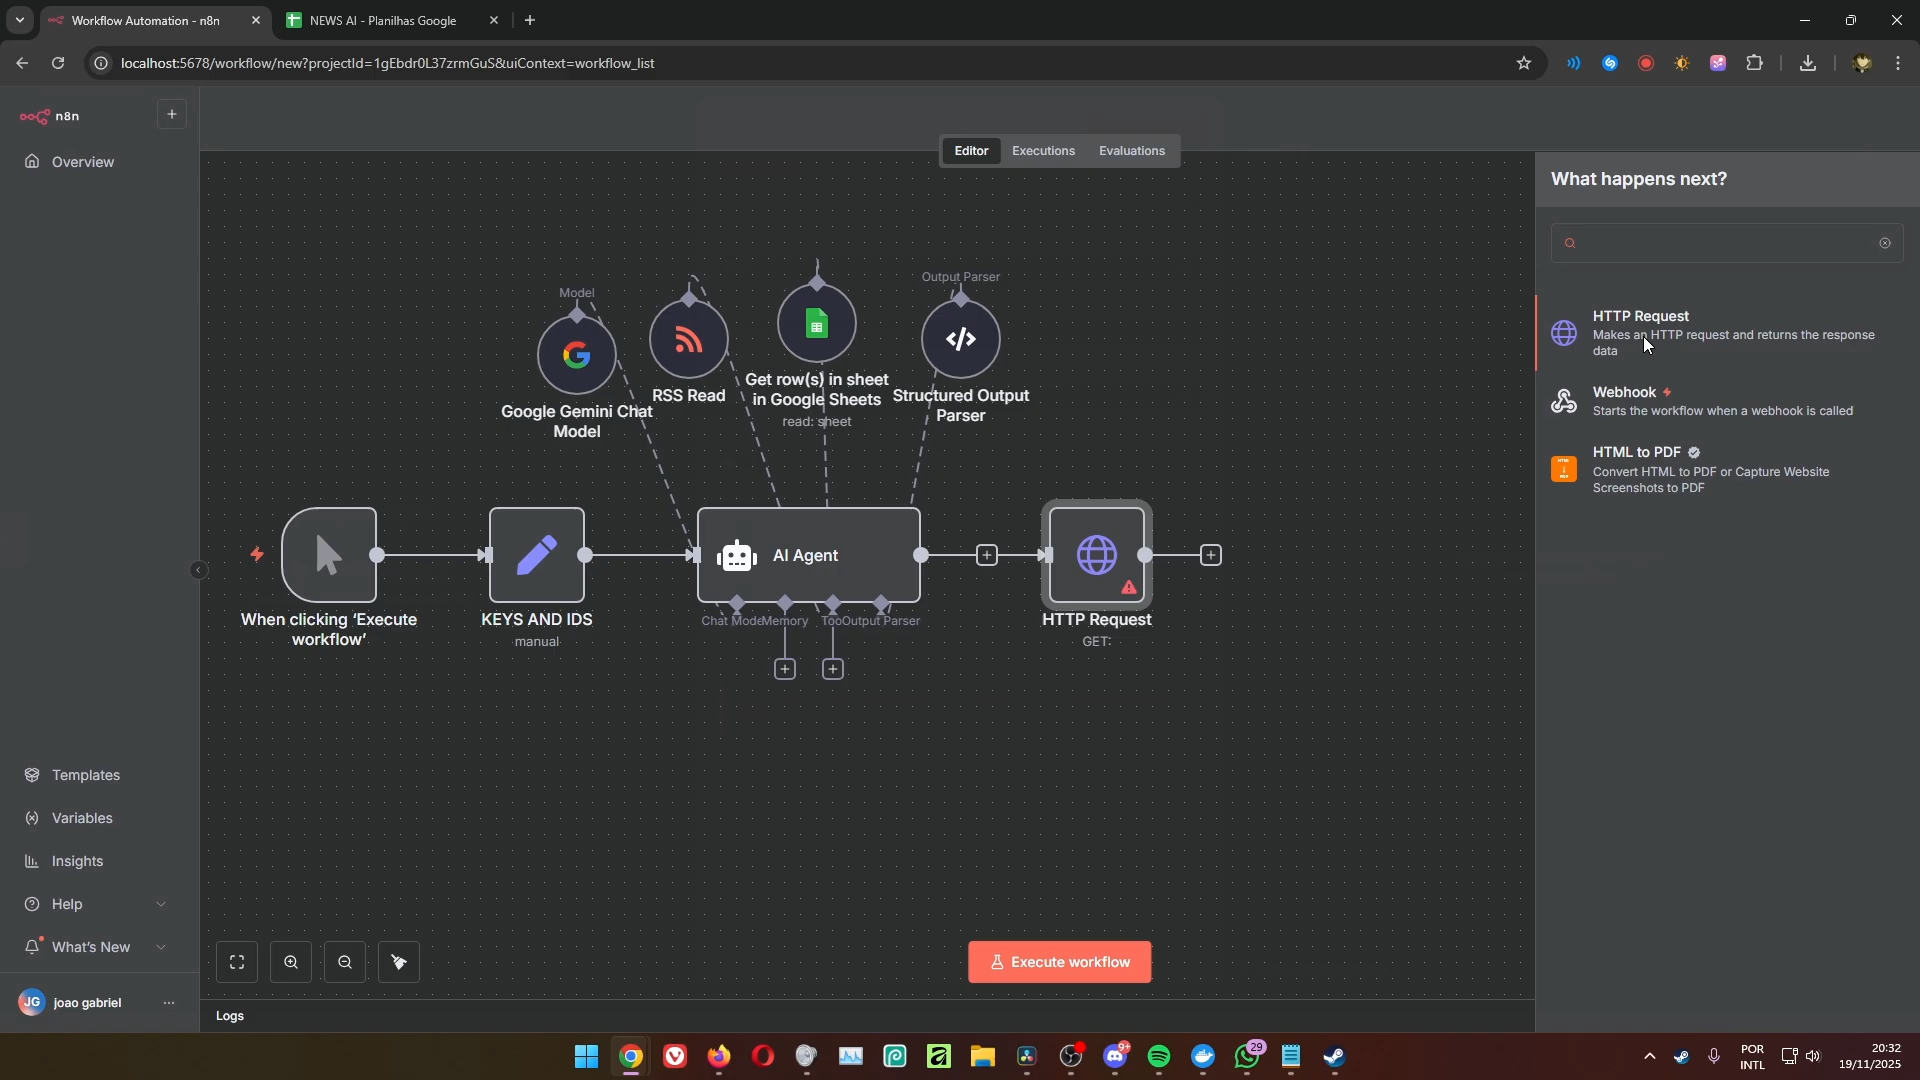 Workflow Automation - n8n
NEWS AI - Planilhas Google
localhost:5678/workflow/new?projectId=1gEbdr0L37zrmGuS&uiContext=workflow_list
n8n
Overview
Editor
Executions
Evaluations
What happens next?
HTTP Request
Makes an HTTP request and returns the response
data
Webhook
Starts the workflow when a webhook is called
HTML to PDF
Convert HTML to PDF or Capture Website
Screenshots to PDF
Model
Output Parser
Google Gemini Chat
Model
RSS Read
Get row(s) in sheet
in Google Sheets
read: sheet
Structured Output
Parser
AI Agent
When clicking ‘Execute
workflow’
KEYS AND IDS
manual
Chat Mode
Memory
Too
Output Parser
HTTP Request
GET:
Templates
Variables
Insights
Help
What's New
JG
joao gabriel
Execute workflow
Logs
9+
29
POR
INTL
20:32
19/11/2025